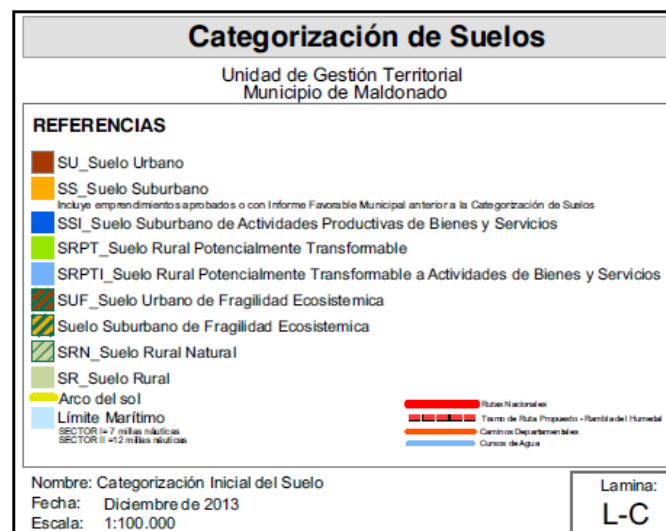 Categorización de Suelos
Unidad de Gestión Territorial
Municipio de Maldonado
REFERENCIAS
SU_Suelo Urbano
SS_Suelo Suburbano
Incluye emprendimientos aprobados o con Informe Favorable Municipal anterior a la Categorización de Suelos
SSI_Suelo Suburbano de Actividades Productivas de Bienes y Servicios
SRPT_Suelo Rural Potencialmente Transformable
SRPTI_Suelo Rural Potencialmente Transformable a Actividades de Bienes y Servicios
SUF_Suelo Urbano de Fragilidad Ecosistemica
Suelo Suburbano de Fragilidad Ecosistemica
SRN_Suelo Rural Natural
SR_Suelo Rural
Arco del sol
Límite Marítimo
SECTOR I= 7 millas náuticas
SECTOR II =12 millas náuticas
Rutas Nacionales
Tramo de Ruta Propuesto - Rambla del Humedal
Caminos Departamentales
Cursos de Agua
Nombre: Categorización Inicial del Suelo
Fecha: Diciembre de 2013
Escala: 1:100.000
Lamina:
L-C